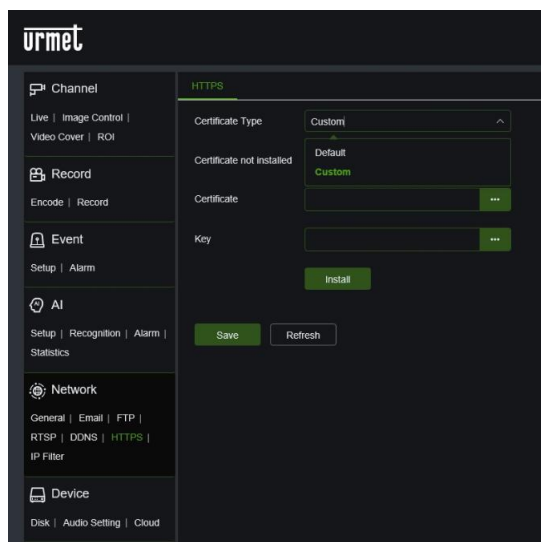 urmet
Channel
Live | Image Control |
Video Cover | ROI
Record
Encode | Record
Event
Setup | Alarm
AI
Setup | Recognition | Alarm |
Statistics
Network
General | Email | FTP |
RTSP | DDNS | HTTPS |
IP Filter
Device
Disk | Audio Setting | Cloud
HTTPS
Certificate Type Custom
Default
Custom
Certificate not installed
Certificate ...
Key ...
Install
Save Refresh